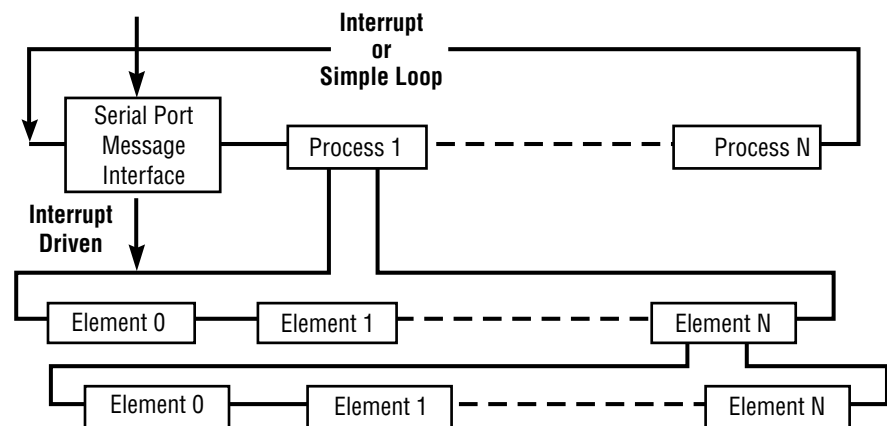 Interrupt
or
Simple Loop
Serial Port
Message
Interface
Process 1
Process N
Interrupt
Driven
Element 0
Element 1
Element N
Element 0
Element 1
Element N